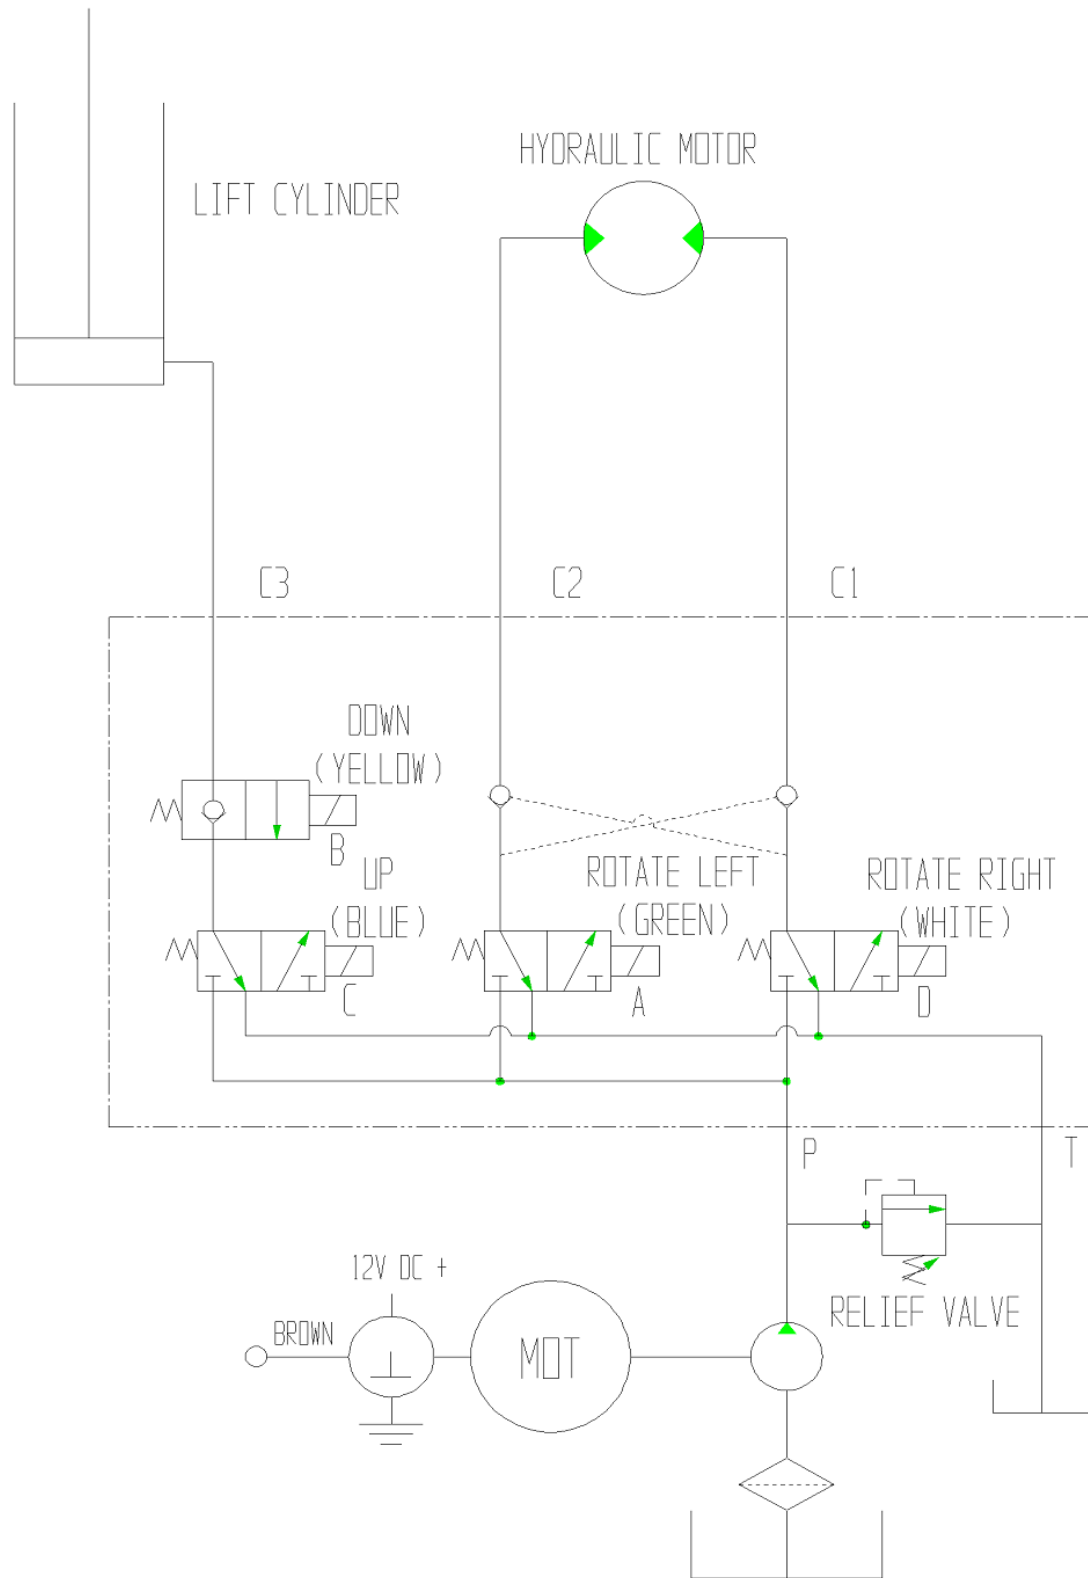 HYDRAULIC MOTOR
LIFT CYLINDER
C3
C2
C1
DOWN
(YELLOW)
B
UP
(BLUE)
C
ROTATE LEFT
(GREEN)
A
ROTATE RIGHT
(WHITE)
D
P
T
12V DC +
BROWN
MOT
RELIEF VALVE